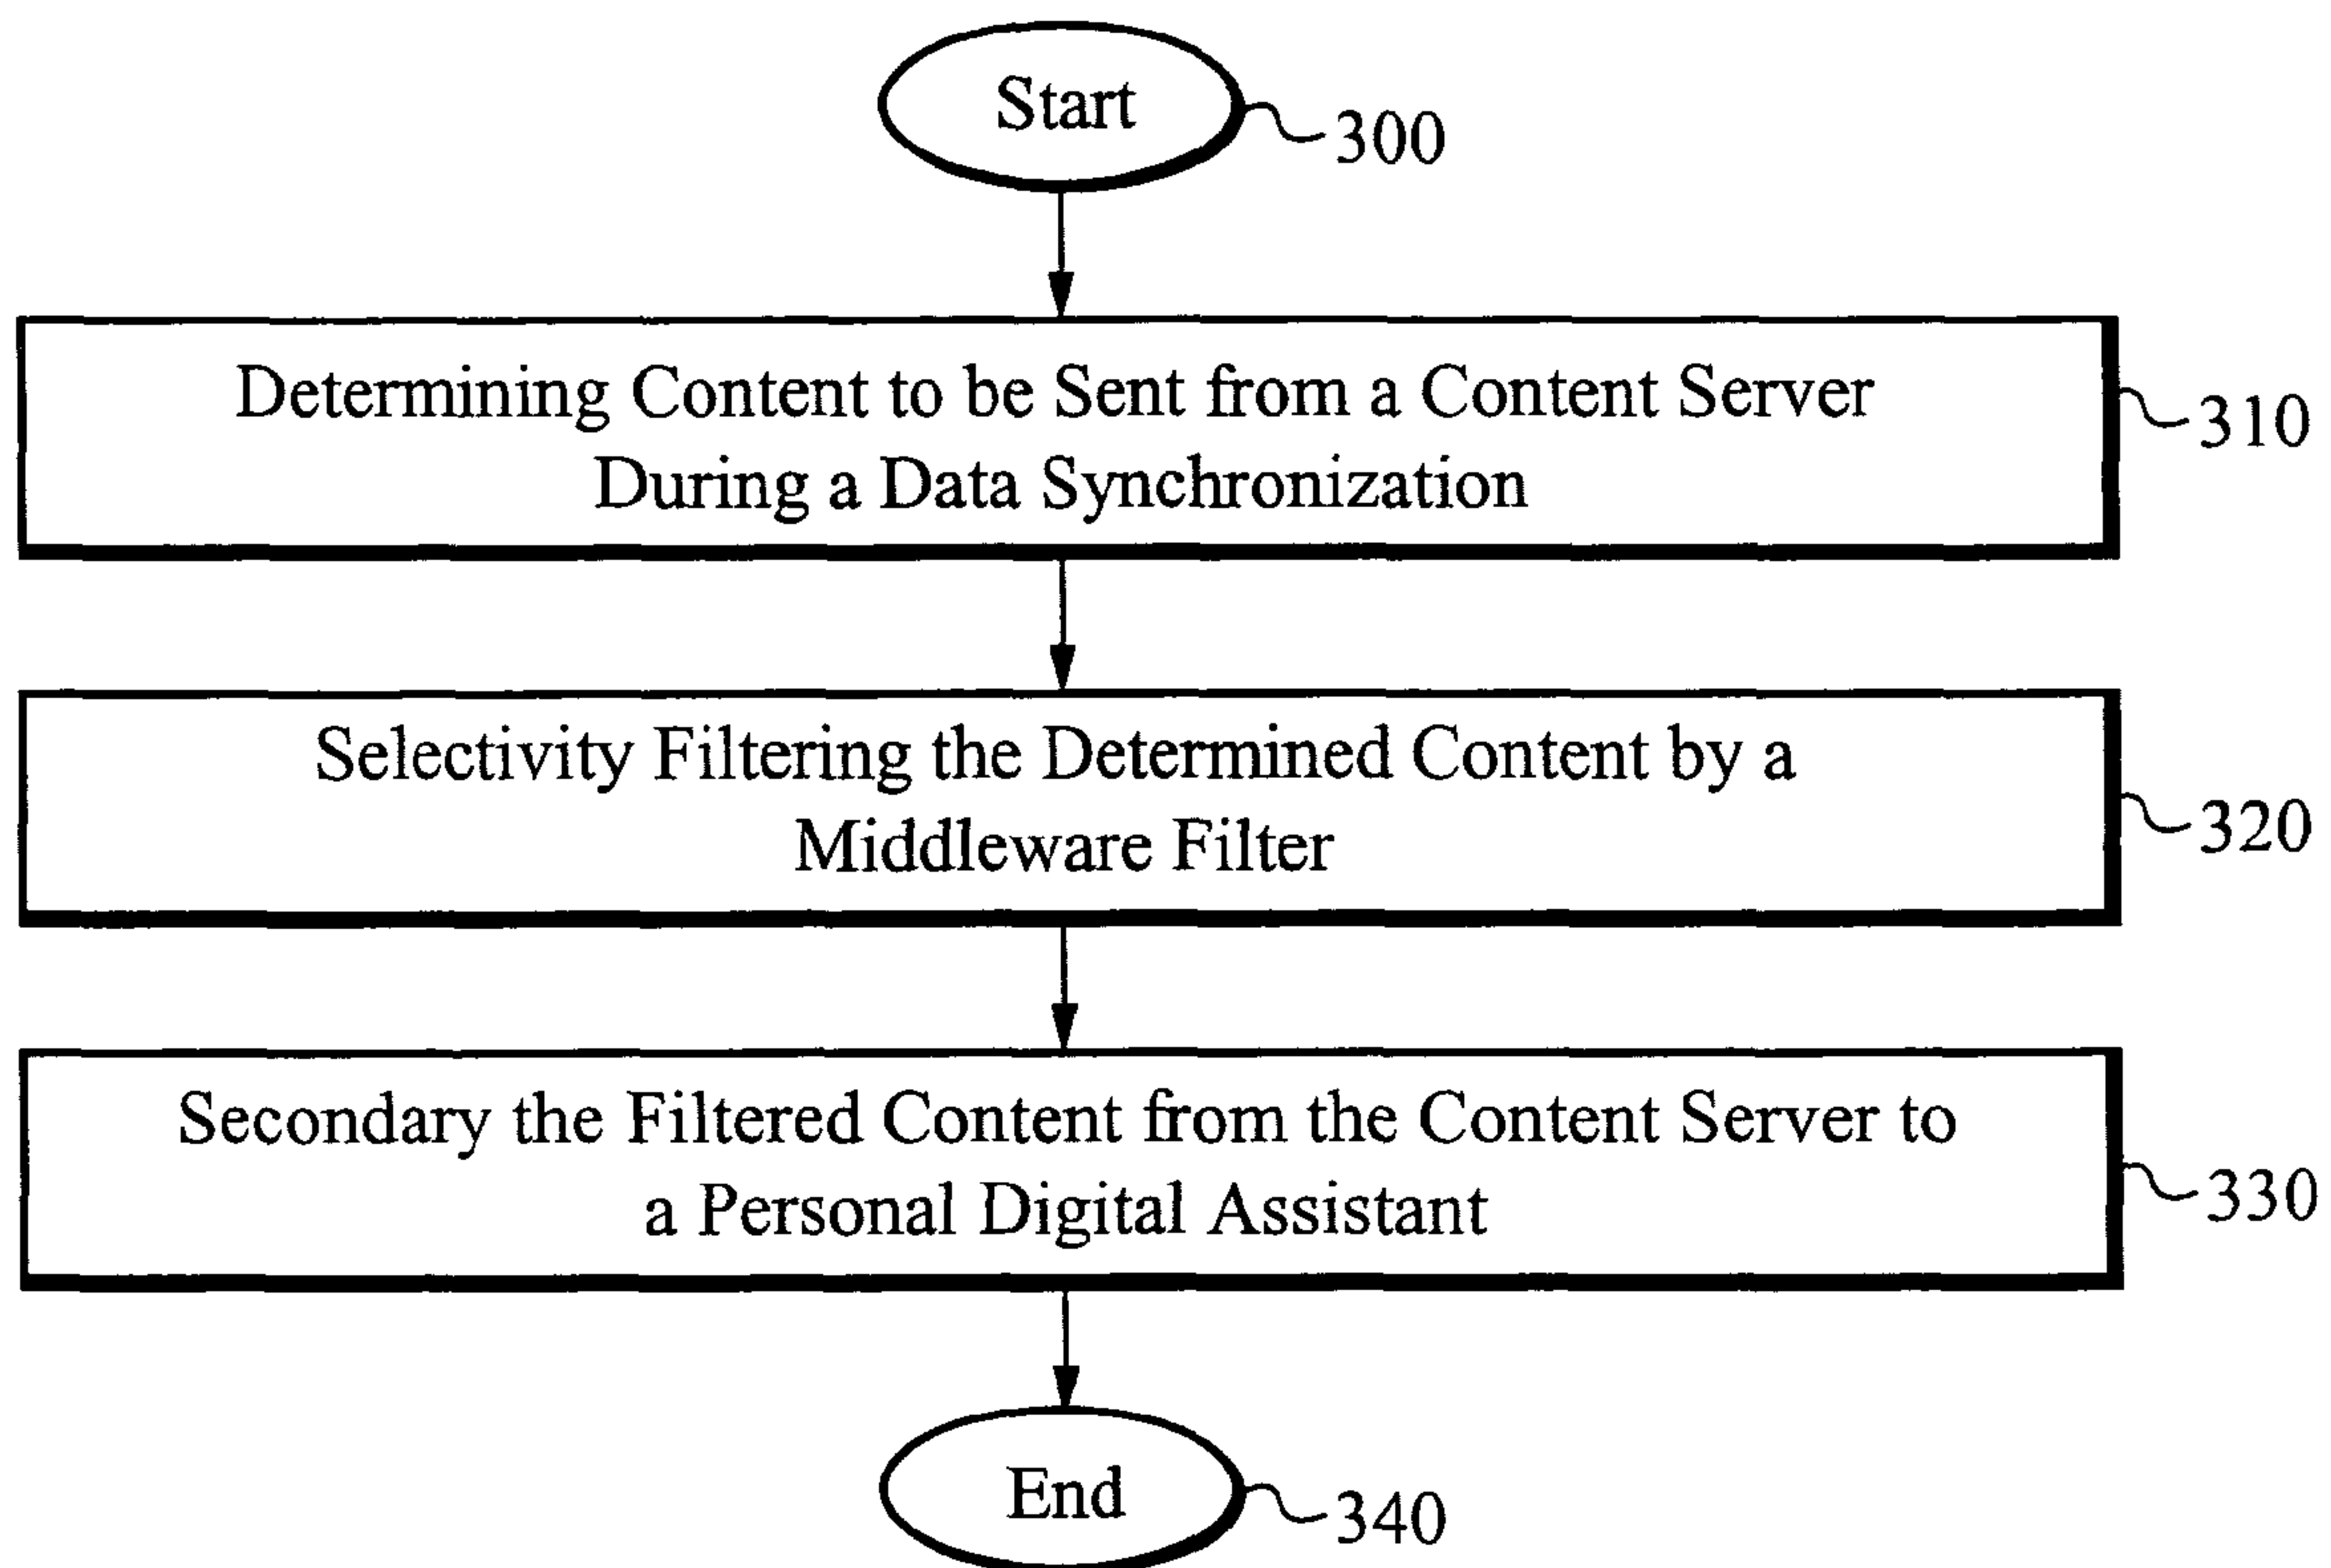 Start
300
Determining Content to be Sent from a Content Server
During a Data Synchronization
310
Selectivity Filtering the Determined Content by a
Middleware Filter
320
Secondary the Filtered Content from the Content Server to
a Personal Digital Assistant
330
End
340